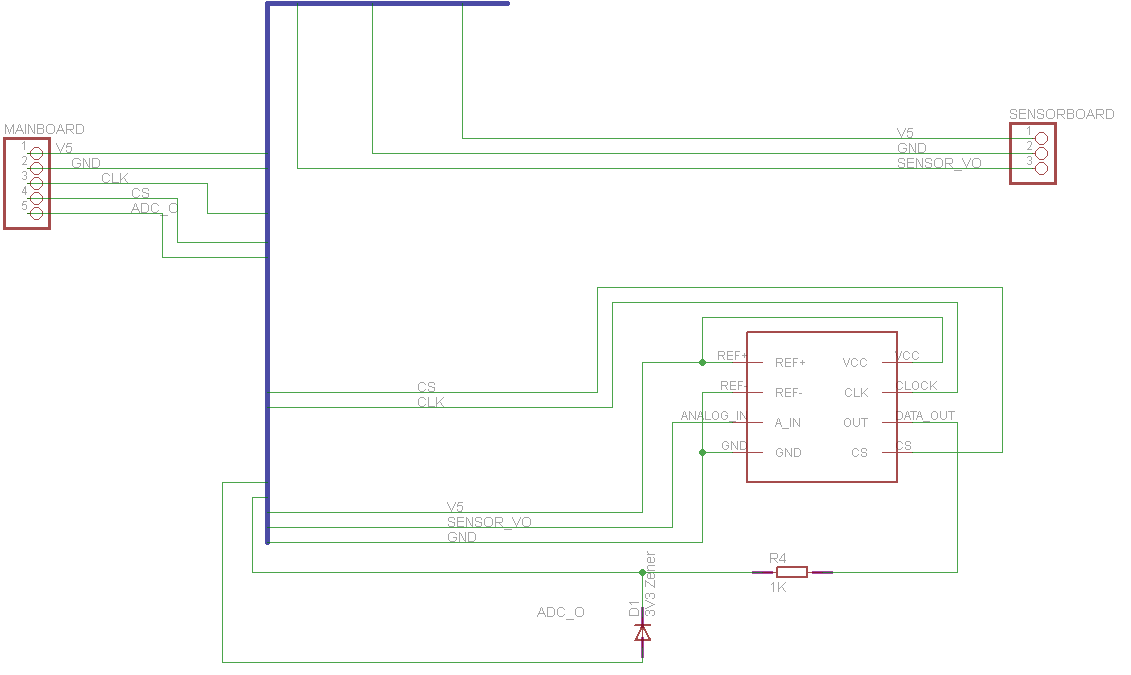 MAINBOARD
1
2
3
4
5
V5
GND
CLK
CS
ADC_O
SENSORBOARD
1
2
3
V5
GND
SENSOR_VO
CS
CLK
V5
SENSOR_VO
GND
REF+
REF-
ANALOG_IN
GND
REF+
REF-
A_IN
GND
VCC
CLK
OUT
CS
VCC
CLOCK
DATA_OUT
CS
R4
1K
D1
3V3 Zener
ADC_O